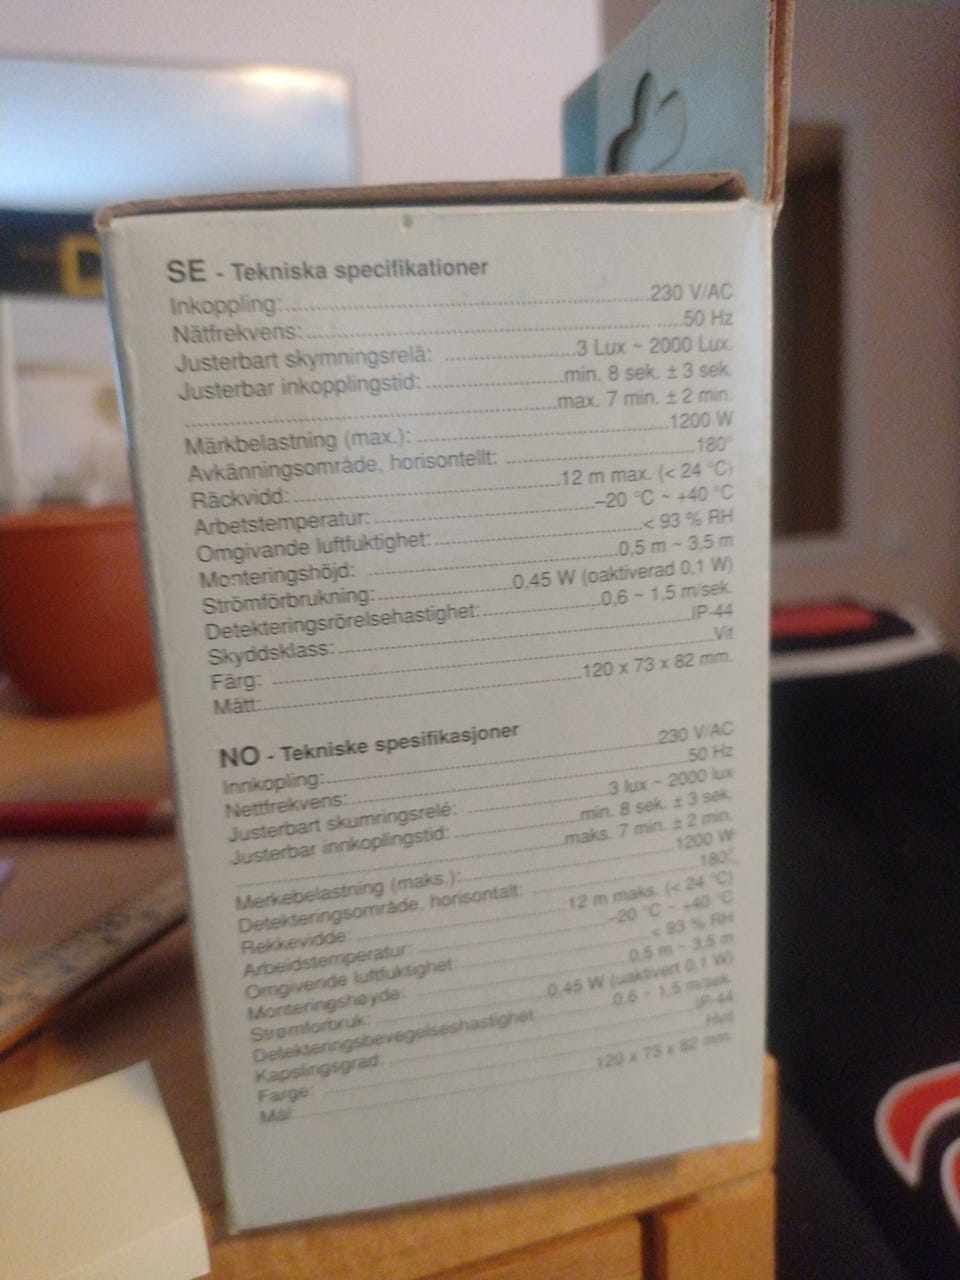 SE - Tekniska specifikationer
Inkoppling:..........230 V/AC
Nätfrekvens:..........50 Hz
Justerbart skymningsrelä: ..........3 Lux ~ 2000 Lux.
Justerbar inkopplingstid:..........min. 8 sek. ± 3 sek.
..........max. 7 min. ± 2 min.
Märkbelastning (max.): ..........1200 W
Avkänningsområde, horisontellt: ..........180°
Räckvidd:..........12 m max. (< 24 °C)
Arbetstemperatur:..........–20 °C ~ +40 °C
Omgivande luftfuktighet:..........< 93 % RH
Monteringshöjd: ..........0,5 m ~ 3,5 m
Strömförbrukning:..........0,45 W (oaktiverad 0,1 W)
Detekteringsrörelsehastighet:..........0,6 ~ 1,5 m/sek.
Skyddsklass:..........IP-44
Färg: ..........Vit
Mått:..........120 x 73 x 82 mm.
NO - Tekniske spesifikasjoner
Innkopling:..........230 V/AC
Nettfrekvens:..........50 Hz
Justerbart skumringsrelé: ..........3 lux ~ 2000 lux
Justerbar innkoplingstid: ..........min. 8 sek. ± 3 sek.
..........maks. 7 min. ± 2 min.
Merkebelastning (maks.):..........1200 W
Detekteringsområde, horisontalt: ..........180°
Rekkevidde:..........12 m maks. (< 24 °C)
Arbeidstemperatur:..........–20 °C ~ +40 °C
Omgivende luftfuktighet:..........< 93 % RH
Monteringshøyde:..........0,5 m ~ 3,5 m
Strømforbruk:..........0,45 W (uaktivert 0,1 W)
Detekteringsbevegelseshastighet:..........0,6 ~ 1,5 m/sek.
Kapslingsgrad:..........IP-44
Farge:..........Hvit
Mål:..........120 x 73 x 82 mm.